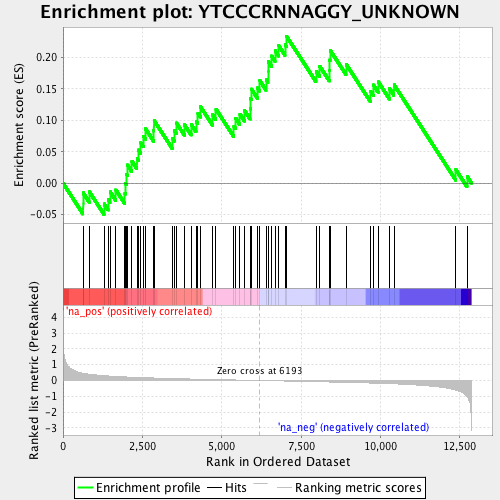 Enrichment plot: YTCCCRNNAGGY_UNKNOWN
Enrichment score (ES)
0.20
0.15
0.10
0.05
0.00
-0.05
Ranked list metric (PreRanked)
'na_pos' (positively correlated)
4
3
2
1
0
-1
-2
-3
Zero cross at 6193
'na_neg' (negatively correlated)
0
2,500
5,000
7,500
10,000
12,500
Rank in Ordered Dataset
Enrichment profile
Hits
Ranking metric scores